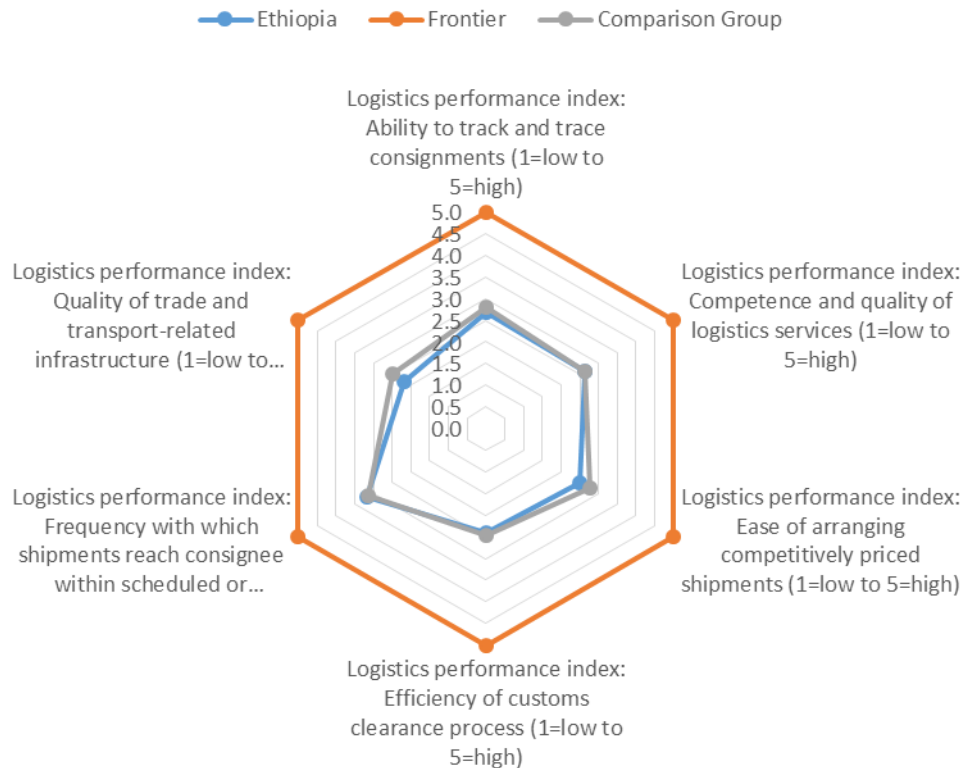 Ethiopia Frontier Comparison Group
Logistics performance index:
Ability to track and trace
consignments (1=low to
5=high)
5.0
4.5
4.0
3.5
3.0
2.5
2.0
1.5
1.0
0.5
0.0
Logistics performance index:
Competence and quality of
logistics services (1=low to
5=high)
Logistics performance index:
Ease of arranging
competitively priced
shipments (1=low to 5=high)
Logistics performance index:
Efficiency of customs
clearance process (1=low to
5=high)
Logistics performance index:
Frequency with which
shipments reach consignee
within scheduled or...
Logistics performance index:
Quality of trade and
transport-related
infrastructure (1=low to...